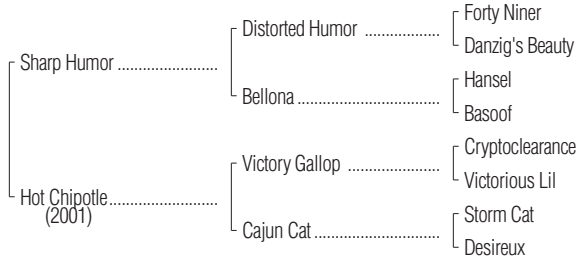 Forty Niner
Distorted Humor ..................
Danzig's Beauty
Sharp Humor ........................
Hansel
Bellona ..................................
Basoof
Cryptoclearance
Victory Gallop ......................
Victorious Lil
Hot Chipotle..........................
(2001)
Storm Cat
Cajun Cat ..............................
Desireux